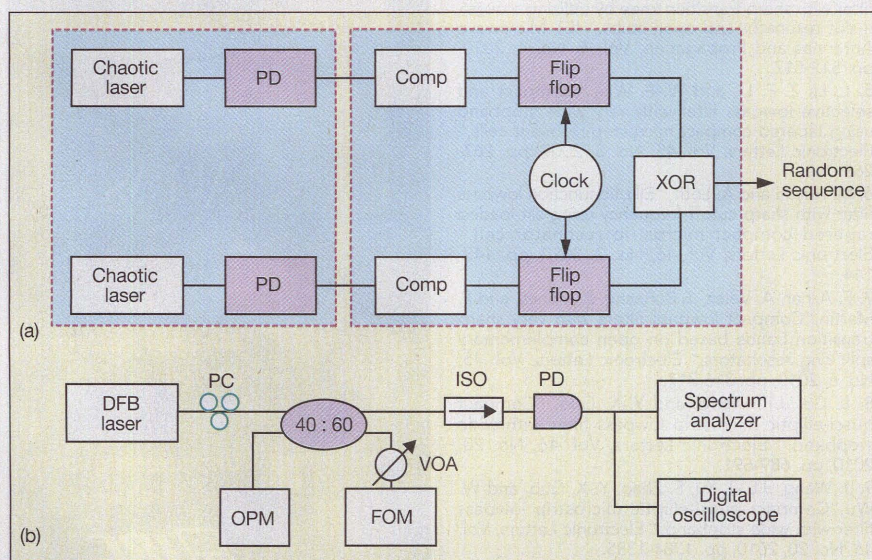 Chaotic
laser
PD
Comp
Flip
flop
Clock
XOR
Random
sequence
Chaotic
laser
PD
Comp
Flip
flop
(a)
DFB
laser
PC
40 : 60
ISO
PD
Spectrum
analyzer
VOA
OPM
FOM
Digital
oscilloscope
(b)